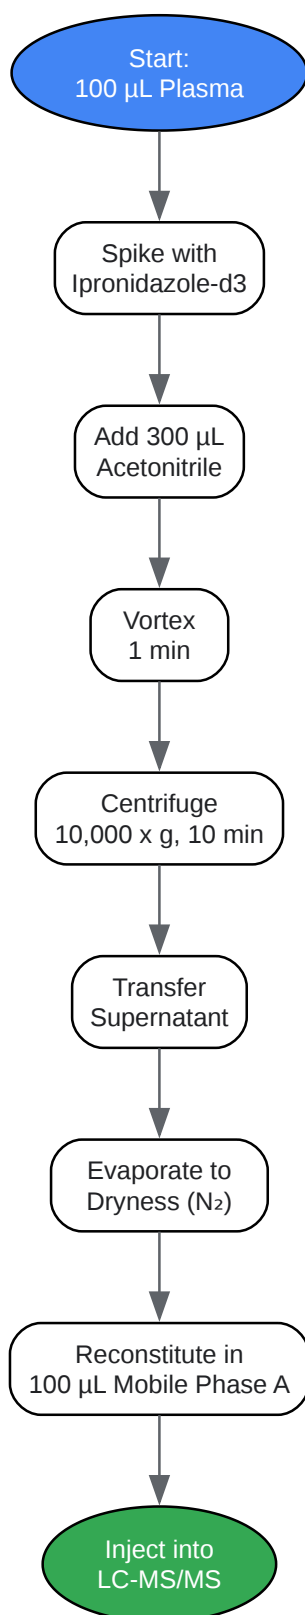 Start:
100 µL Plasma
Spike with
Ipronidazole-d3
Add 300 µL
Acetonitrile
Vortex
1 min
Centrifuge
10,000 x g, 10 min
Transfer
Supernatant
Evaporate to
Dryness (N₂)
Reconstitute in
100 µL Mobile Phase A
Inject into
LC-MS/MS